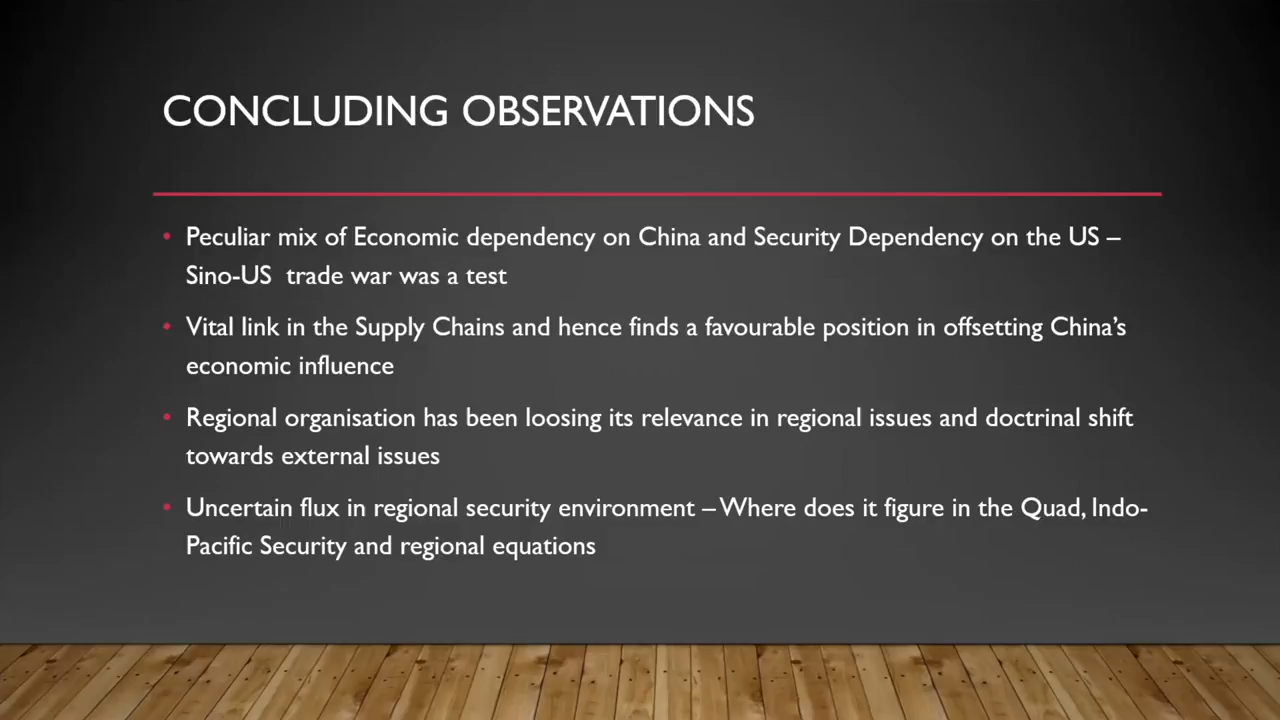 CONCLUDING OBSERVATIONS
• Peculiar mix of Economic dependency on China and Security Dependency on the US –
Sino-US  trade war was a test
• Vital link in the Supply Chains and hence finds a favourable position in offsetting China's
economic influence
• Regional organisation has been loosing its relevance in regional issues and doctrinal shift
towards external issues
• Uncertain flux in regional security environment – Where does it figure in the Quad, Indo-
Pacific Security and regional equations